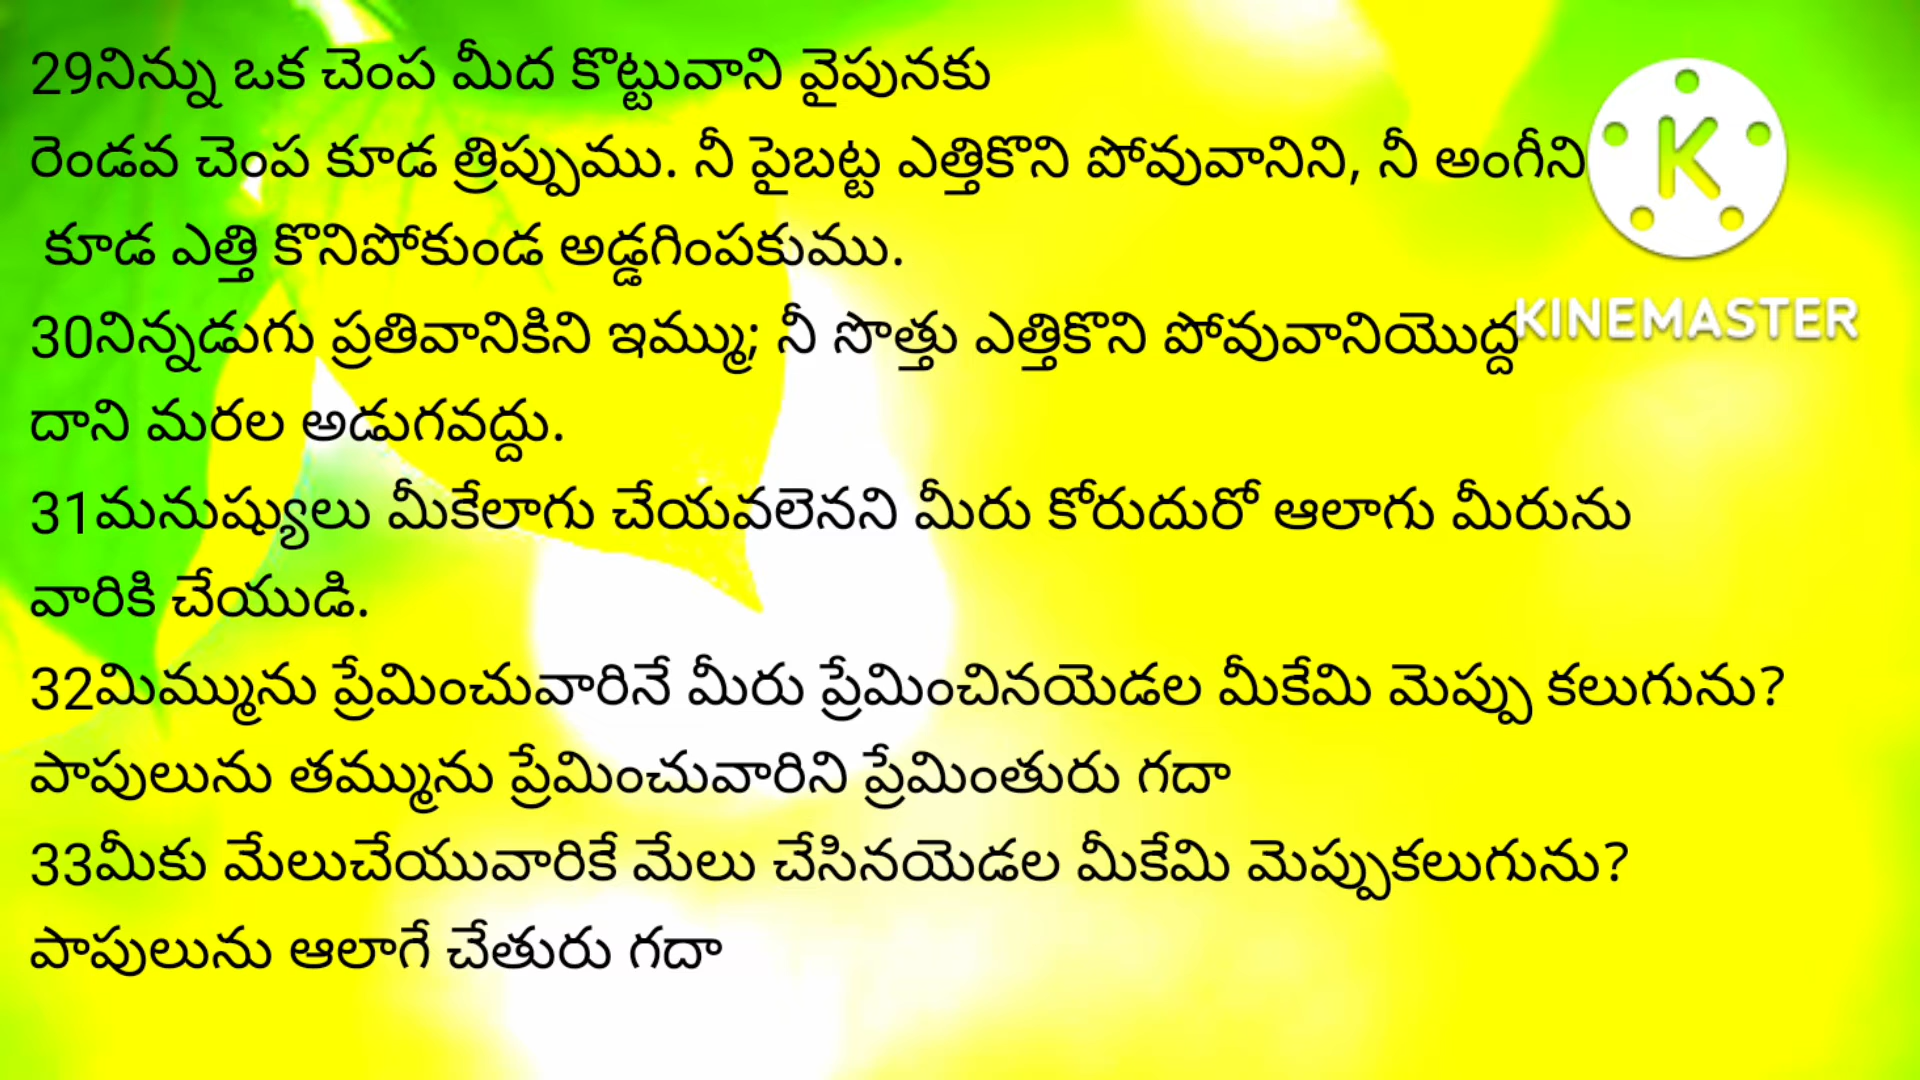 29నిన్ను ఒక చెంప మీద కొట్టువాని వైపునకు
రెండవ చెంప కూడ త్రిప్పుము. నీ పైబట్ట ఎత్తికొని పోవువానిని, నీ అంగీని
కూడ ఎత్తి కొనిపోకుండ అడ్డగింపకుము.
30నిన్నడుగు ప్రతివానికిని ఇమ్ము; నీ సొత్తు ఎత్తికొని పోవువానియొద్ద
దాని మరల అడుగవద్దు.
31మనుష్యులు మీకేలాగు చేయవలెనని మీరు కోరుదురో ఆలాగు మీరును
వారికి చేయుడి.
32మిమ్మును ప్రేమించువారినే మీరు ప్రేమించినయెడల మీకేమి మెప్పు కలుగును?
పాపులును తమ్మును ప్రేమించువారిని ప్రేమింతురు గదా
33మీకు మేలుచేయువారికే మేలు చేసినయెడల మీకేమి మెప్పుకలుగును?
పాపులును ఆలాగే చేతురు గదా
K
KINEMASTER